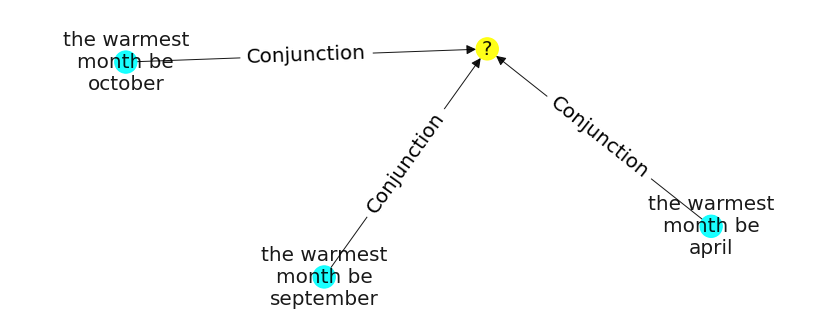 the warmest
month be
october
Conjunction
?
Conjunction
Conjunction
the warmest
month be
september
the warmest
month be
april